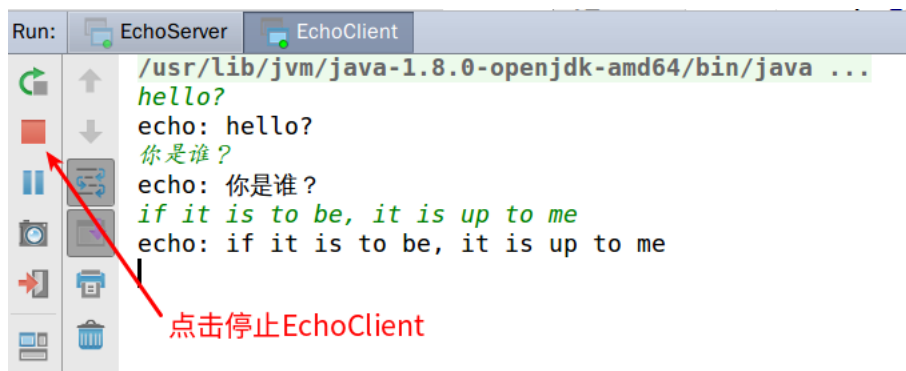 Run: EchoServer EchoClient
/usr/lib/jvm/java-1.8.0-openjdk-amd64/bin/java ...
hello?
echo: hello?
你是谁？
echo: 你是谁？
if it is to be, it is up to me
echo: if it is to be, it is up to me
点击停止EchoClient